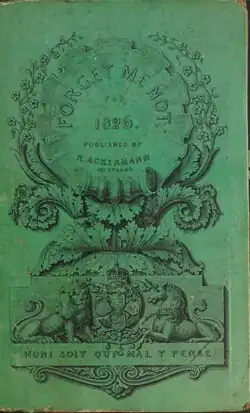 FORGET ME NOT.
FOR
1826.
PUBLISHED BY
R. ACKERMANN
101 STRAND
HONI SOIT QUI MAL Y PENSE